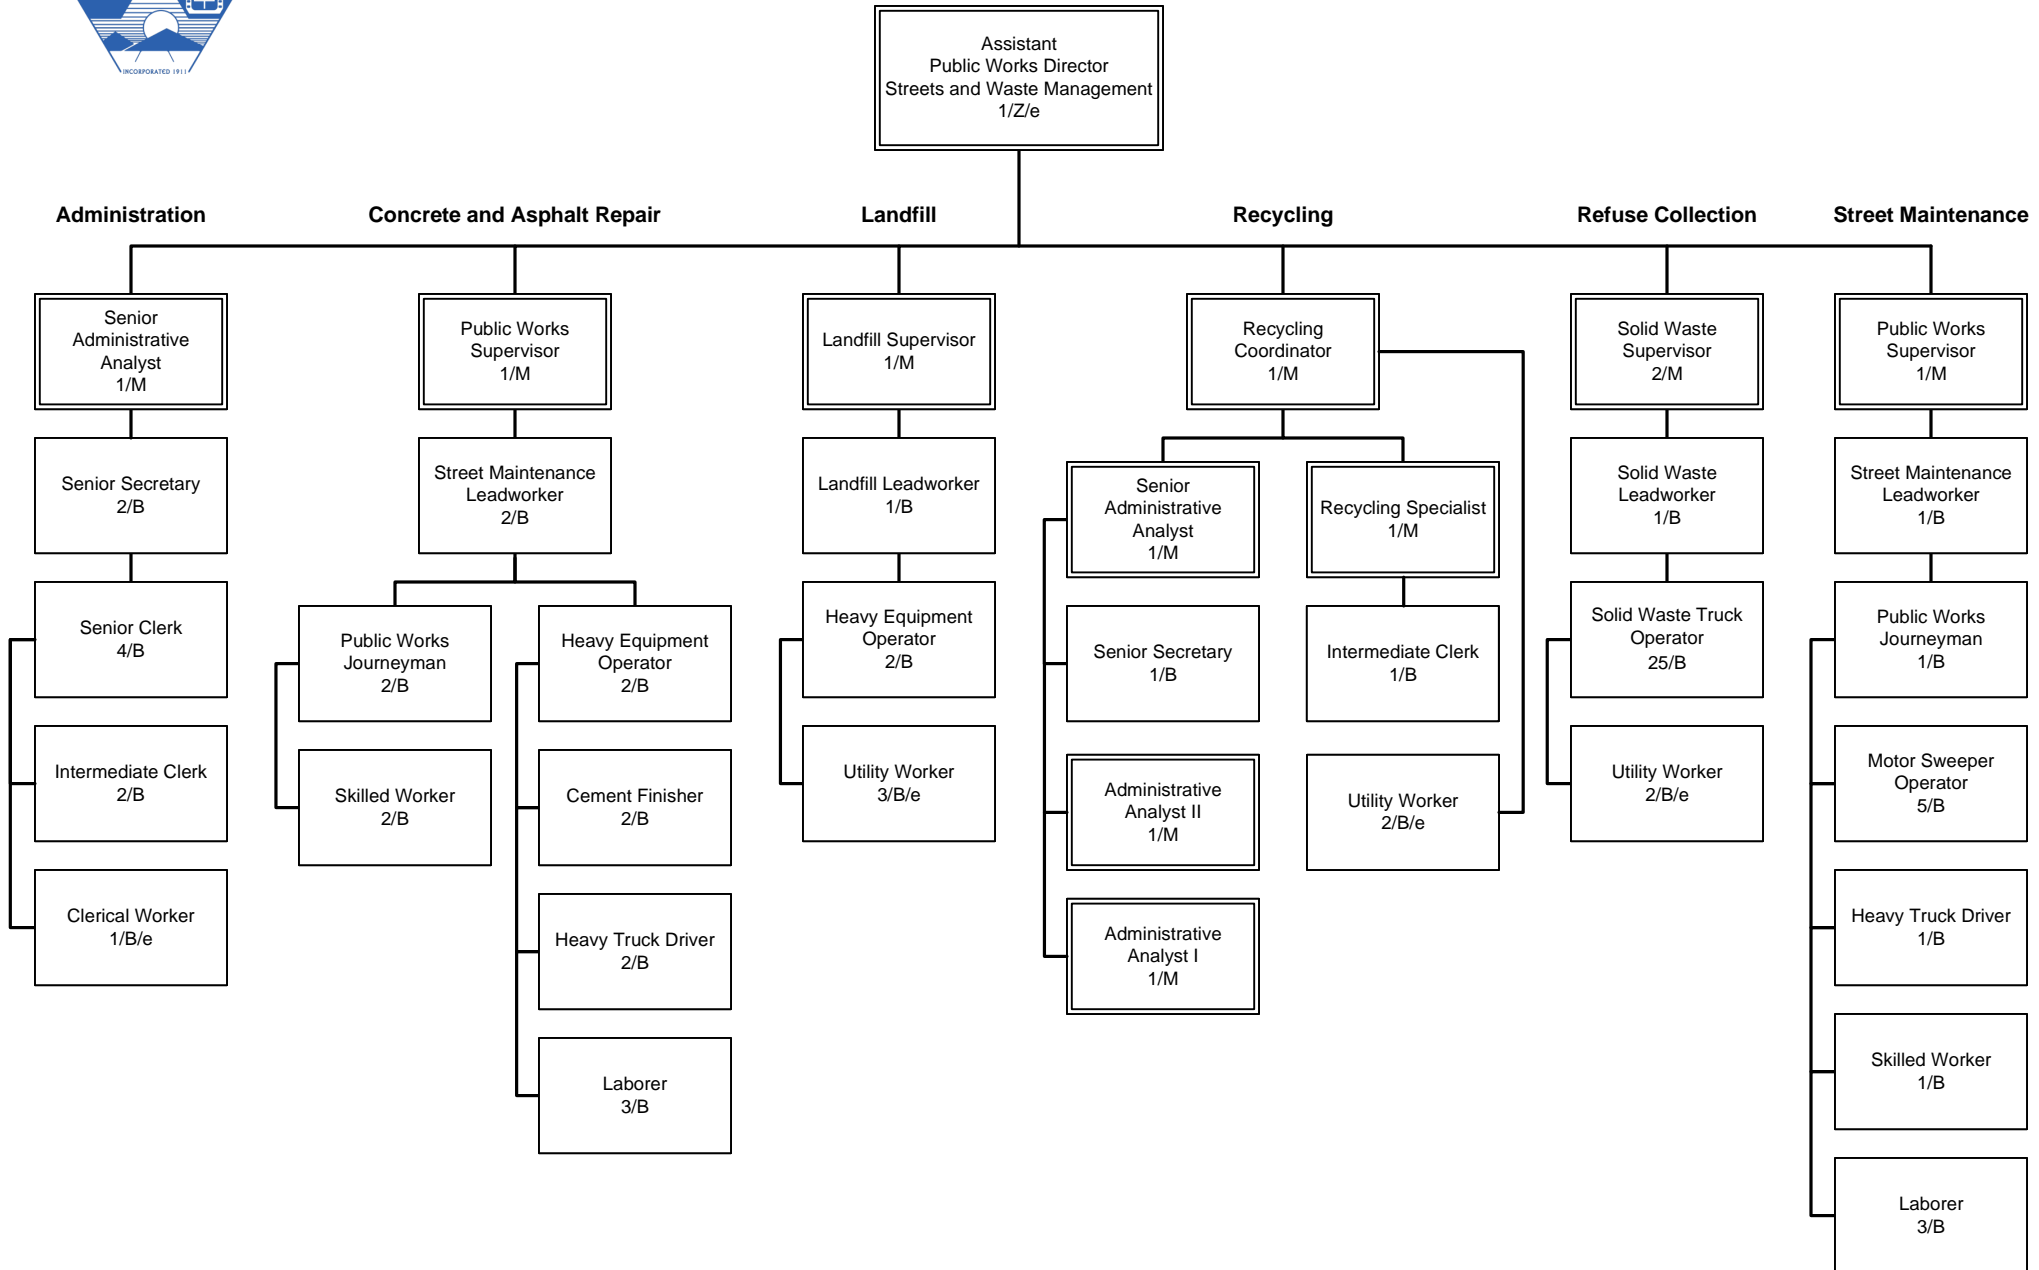 INCORPORATED 1911
Assistant
Public Works Director
Streets and Waste Management
1/Z/e
Administration
Concrete and Asphalt Repair
Landfill
Recycling
Refuse Collection
Street Maintenance
Senior
Administrative
Analyst
1/M
Public Works
Supervisor
1/M
Landfill Supervisor
1/M
Recycling
Coordinator
1/M
Solid Waste
Supervisor
2/M
Public Works
Supervisor
1/M
Senior Secretary
2/B
Street Maintenance
Leadworker
2/B
Landfill Leadworker
1/B
Senior
Administrative
Analyst
1/M
Recycling Specialist
1/M
Solid Waste
Leadworker
1/B
Street Maintenance
Leadworker
1/B
Senior Clerk
4/B
Public Works
Journeyman
2/B
Heavy Equipment
Operator
2/B
Heavy Equipment
Operator
2/B
Senior Secretary
1/B
Intermediate Clerk
1/B
Solid Waste Truck
Operator
25/B
Public Works
Journeyman
1/B
Intermediate Clerk
2/B
Skilled Worker
2/B
Cement Finisher
2/B
Utility Worker
3/B/e
Administrative
Analyst II
1/M
Utility Worker
2/B/e
Utility Worker
2/B/e
Motor Sweeper
Operator
5/B
Clerical Worker
1/B/e
Heavy Truck Driver
2/B
Administrative
Analyst I
1/M
Heavy Truck Driver
1/B
Laborer
3/B
Skilled Worker
1/B
Laborer
3/B